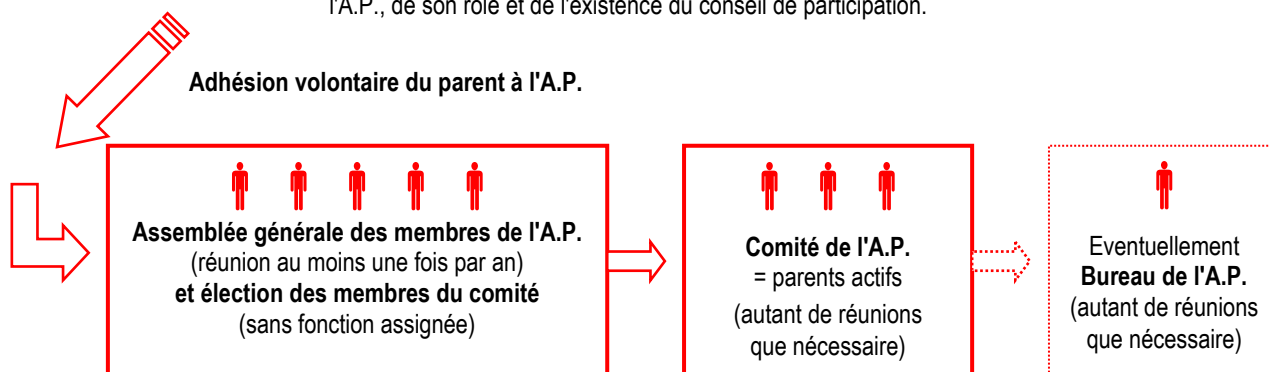 l'A.P., de son rôle et de l'existence du conseil de participation.
Adhésion volontaire du parent à l'A.P.
Assemblée générale des membres de l'A.P.
(réunion au moins une fois par an)
et élection des membres du comité
(sans fonction assignée)
Comité de l'A.P.
= parents actifs
(autant de réunions
que nécessaire)
Eventuellement
Bureau de l'A.P.
(autant de réunions
que nécessaire)